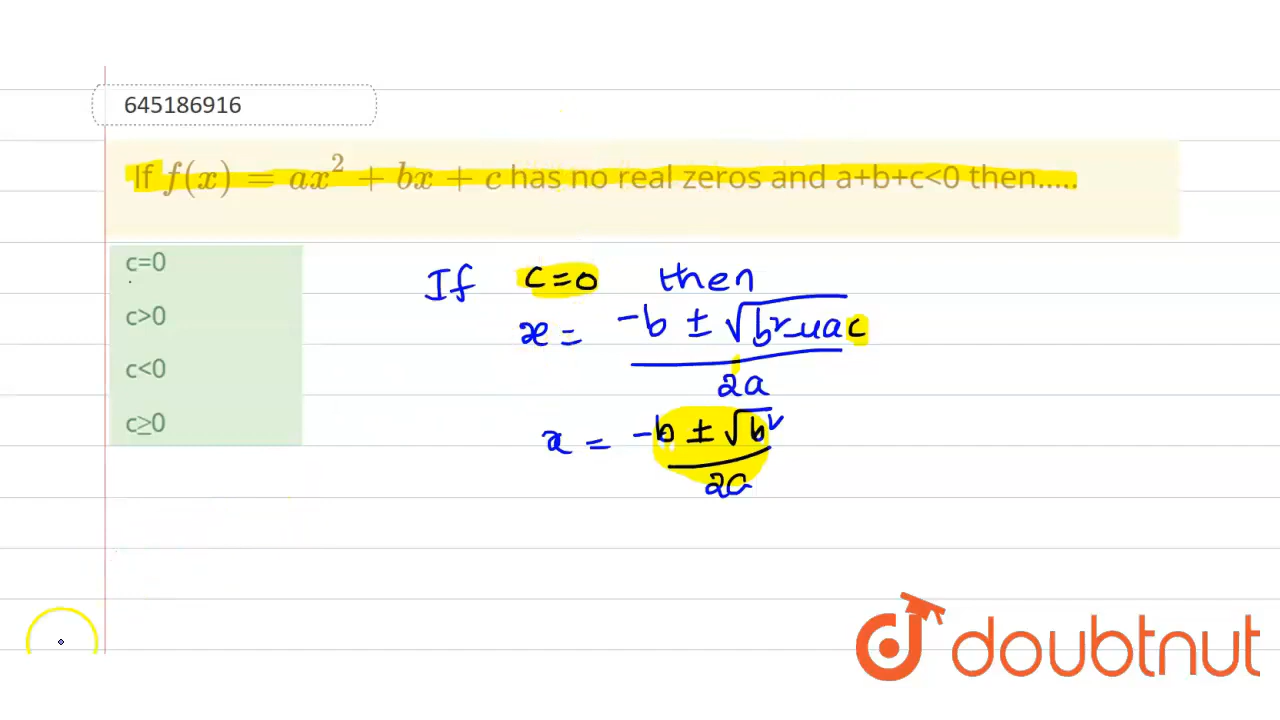 645186916
If f(x) = ax² + bx + c has no real zeros and a+b+c<0 then.....
c=0
c>0
c<0
c≥0
If c=0 then
x = -b ± √b²-4ac
2a
x = -b ± √b²
2a
doubtnut